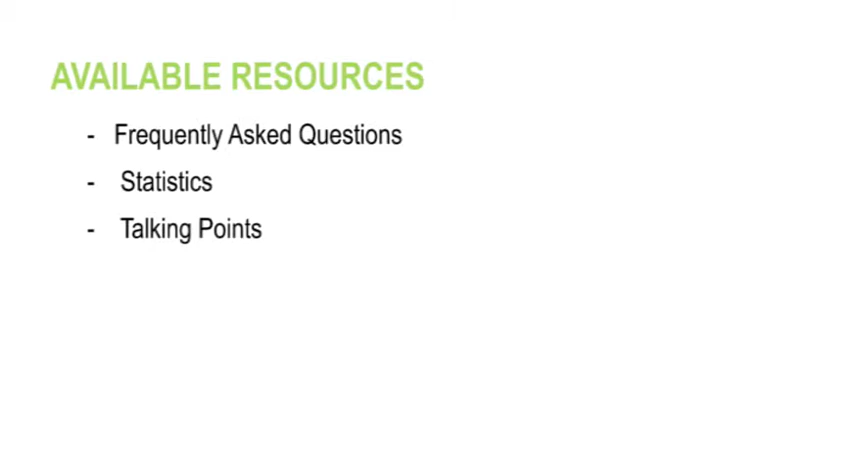 AVAILABLE RESOURCES
- Frequently Asked Questions
- Statistics
- Talking Points